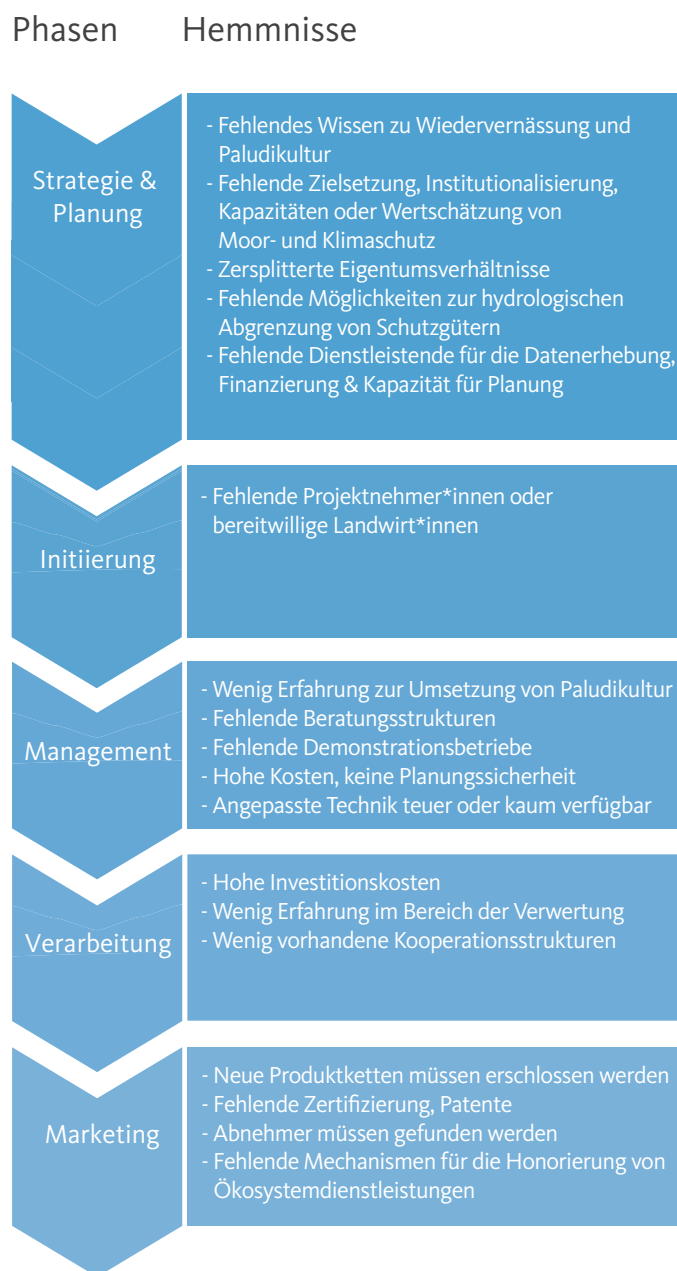 Phasen Hemmnisse
Strategie &
Planung
- Fehlendes Wissen zu Wiedervernässung und
Paludikultur
- Fehlende Zielsetzung, Institutionalisierung,
Kapazitäten oder Wertschätzung von
Moor- und Klimaschutz
- Zersplitterte Eigentumsverhältnisse
- Fehlende Möglichkeiten zur hydrologischen
Abgrenzung von Schutzgütern
- Fehlende Dienstleistende für die Datenerhebung,
Finanzierung & Kapazität für Planung
Initiierung
- Fehlende Projektnehmer*innen oder
bereitwillige Landwirt*innen
Management
- Wenig Erfahrung zur Umsetzung von Paludikultur
- Fehlende Beratungsstrukturen
- Fehlende Demonstrationsbetriebe
- Hohe Kosten, keine Planungssicherheit
- Angepasste Technik teuer oder kaum verfügbar
Verarbeitung
- Hohe Investitionskosten
- Wenig Erfahrung im Bereich der Verwertung
- Wenig vorhandene Kooperationsstrukturen
Marketing
- Neue Produktketten müssen erschlossen werden
- Fehlende Zertifizierung, Patente
- Abnehmer müssen gefunden werden
- Fehlende Mechanismen für die Honorierung von
Ökosystemdienstleistungen